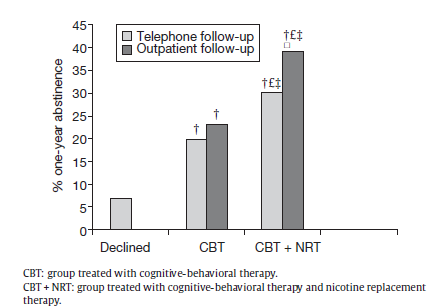 45
40
35
30
25
20
15
10
5
0
% one-year abstinence
Telephone follow-up
Outpatient follow-up
†
†
†£‡
†£‡
□
Declined
CBT
CBT + NRT
CBT: group treated with cognitive-behavioral therapy.
CBT + NRT: group treated with cognitive-behavioral therapy and nicotine replacement
therapy.